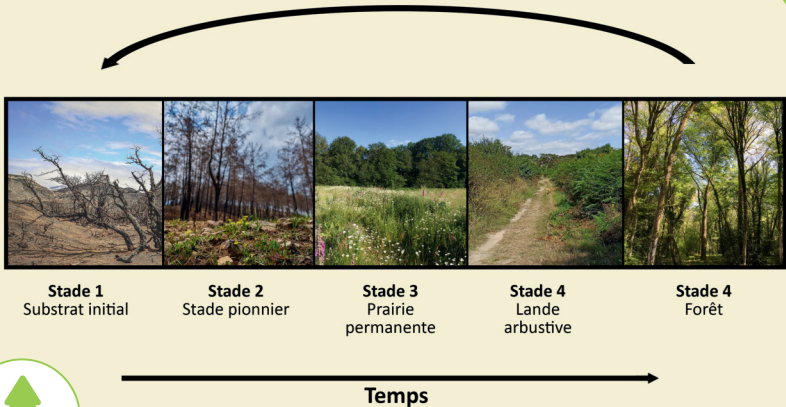 Stade 1
Substrat initial
Stade 2
Stade pionnier
Stade 3
Prairie
permanente
Stade 4
Lande
arbustive
Stade 4
Forêt
Temps